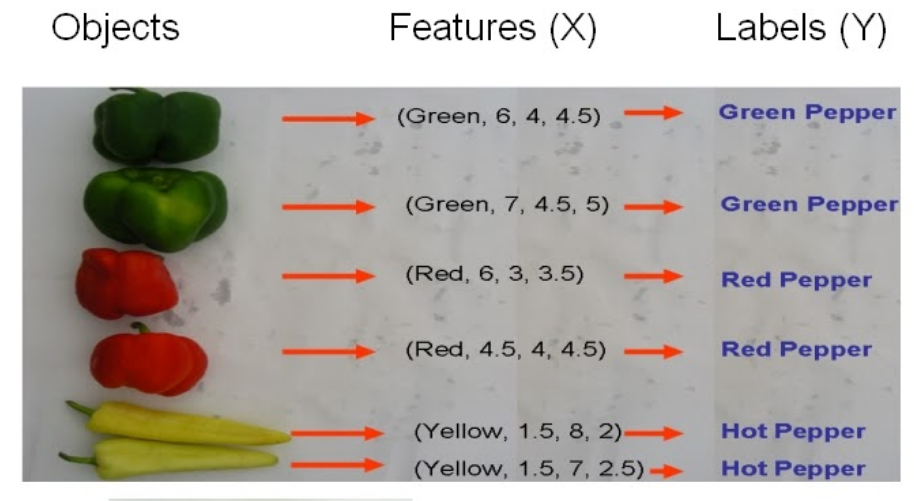 Objects Features (X) Labels (Y)
(Green, 6, 4, 4.5) Green Pepper
(Green, 7, 4.5, 5) Green Pepper
(Red, 6, 3, 3.5) Red Pepper
(Red, 4.5, 4, 4.5) Red Pepper
(Yellow, 1.5, 8, 2) Hot Pepper
(Yellow, 1.5, 7, 2.5) Hot Pepper